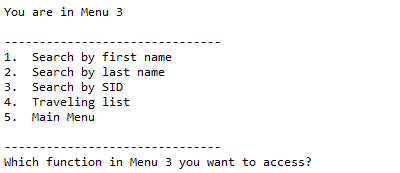 You are in Menu 3
-------------------------------
1.  Search by first name
2.  Search by last name
3.  Search by SID
4.  Traveling list
5.  Main Menu
-------------------------------
Which function in Menu 3 you want to access?